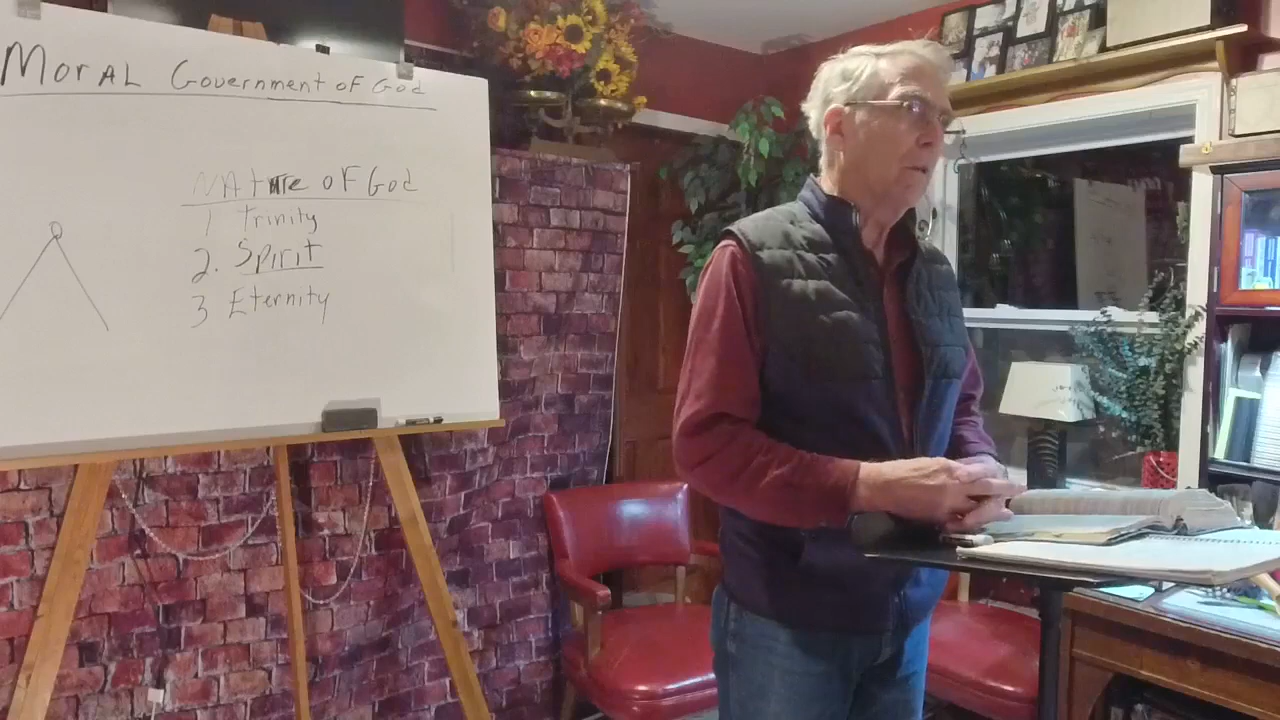 Moral Government of God
Nature of God
1 Trinity
2. Spirit
3 Eternity